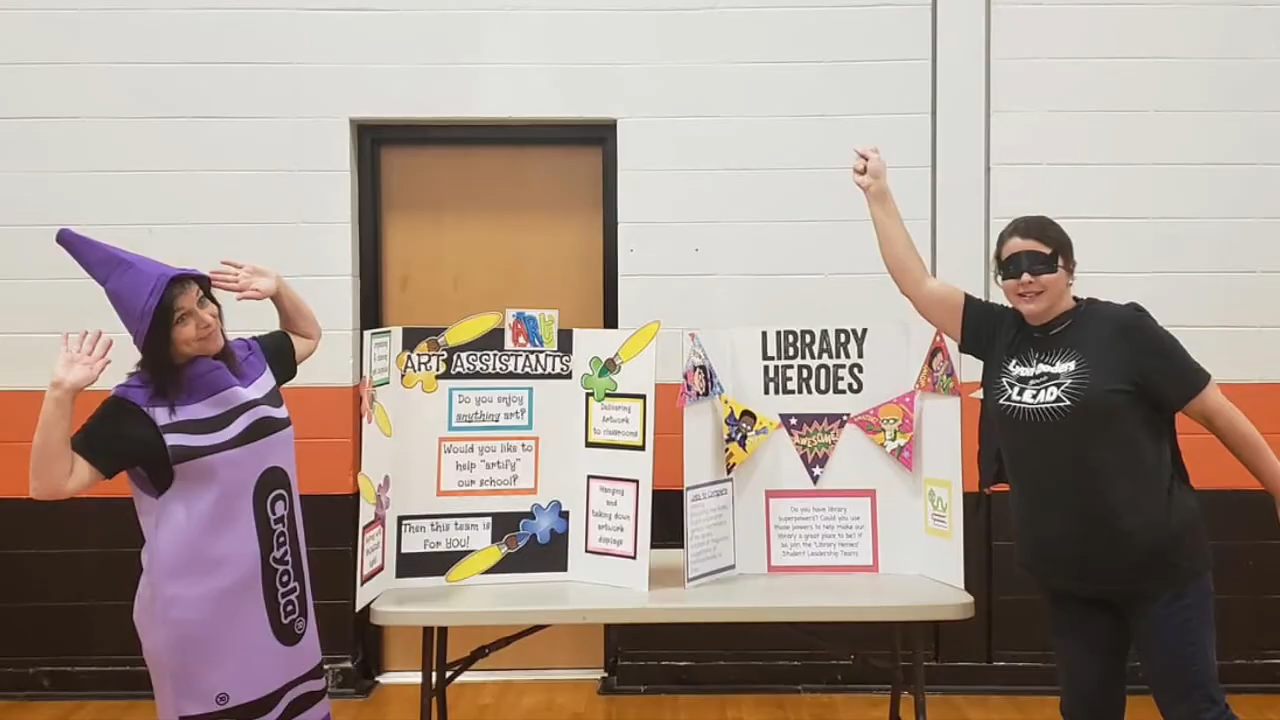 ART
ART ASSISTANTS
Do you enjoy
anything art?
Would you like to
help "artify"
our school?
Then this team is
FOR YOU!
Delivering
Artwork
to classrooms
Hanging
and
taking down
artwork
displays
LIBRARY
HEROES
AWESOME!
Do you have library
superpowers? Could you use
those powers to help make our
library a great place to be? If
so join the "Library Heroes"
Student Leadership Team!
Crayola®
®
LEAD